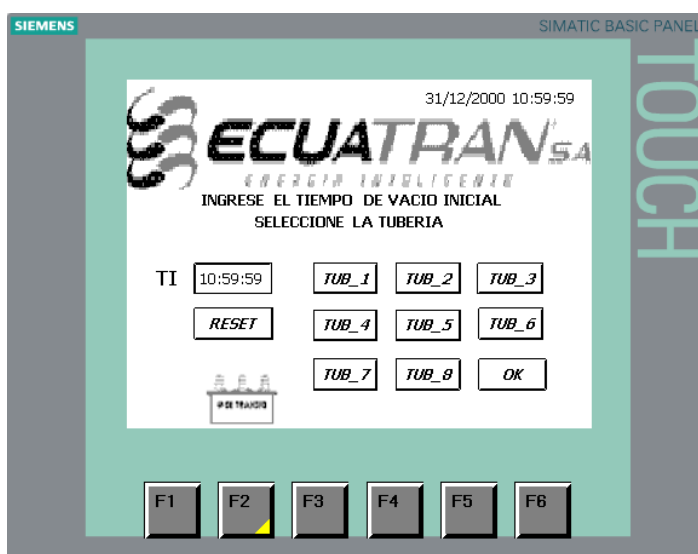 SIEMENS
SIMATIC BASIC PANEL
TOUCH
31/12/2000 10:59:59
ECUATRAN SA
ENERGIA INTELIGENTE
INGRESE EL TIEMPO DE VACIO INICIAL
SELECCIONE LA TUBERIA
TI 10:59:59 TUB_1 TUB_2 TUB_3
RESET TUB_4 TUB_5 TUB_6
TUB_7 TUB_8 OK
F1 F2 F3 F4 F5 F6